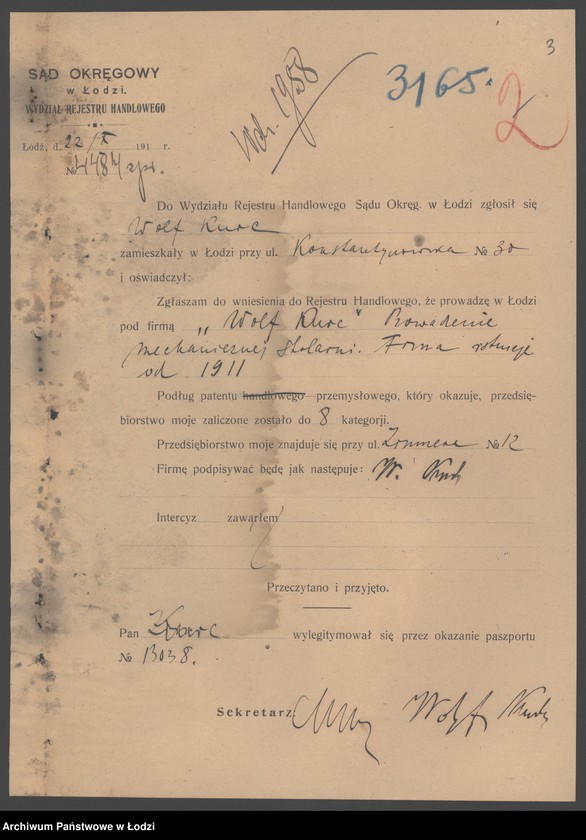 3
SĄD OKRĘGOWY
w Łodzi.
WYDZIAŁ REJESTRU HANDLOWEGO
3165.
2
Wdr. 1958
Łódź, d. 22/X 191 r.
№ 4484
Do Wydziału Rejestru Handlowego Sądu Okręg. w Łodzi zgłosił się
Wolf Kurc
zamieszkały w Łodzi przy ul. Konstantynowska № 30
i oświadczył:
Zgłaszam do wniesienia do Rejestru Handlowego, że prowadzę w Łodzi
pod firmą „Wolf Kurc" Prowadzenie
mechanicznej stolarni. Firma istnieje
od 1911
Podług patentu handlowego przemysłowego, który okazuje, przedsię-
biorstwo moje zaliczone zostało do 8 kategorji.
Przedsiębiorstwo moje znajduje się przy ul. № 12
Firmę podpisywać będę jak następuje: W.
Intercyz zawarłem
Przeczytano i przyjęto.
Pan Kurc wylegitymował się przez okazanie paszportu
№ 13038.
Sekretarz: Wolf
Archiwum Państwowe w Łodzi